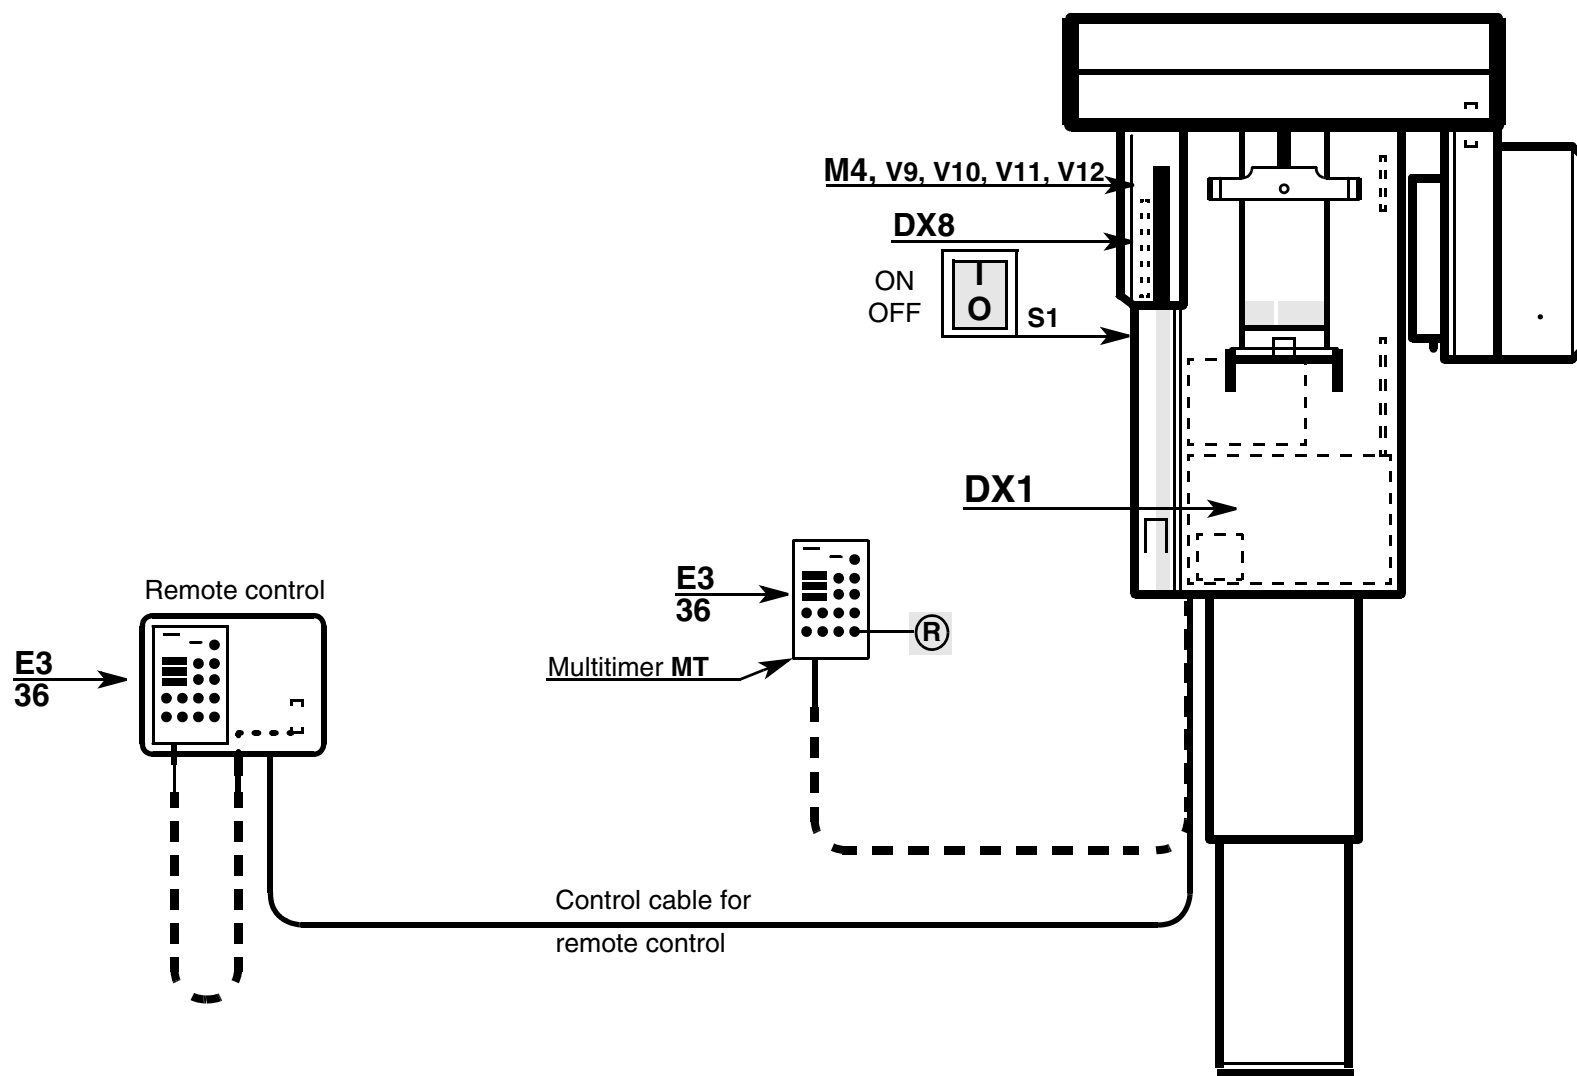 M4, V9, V10, V11, V12
DX8
ON
OFF
I
O
S1
DX1
E3
36
R
Multitimer MT
Remote control
E3
36
Control cable for
remote control